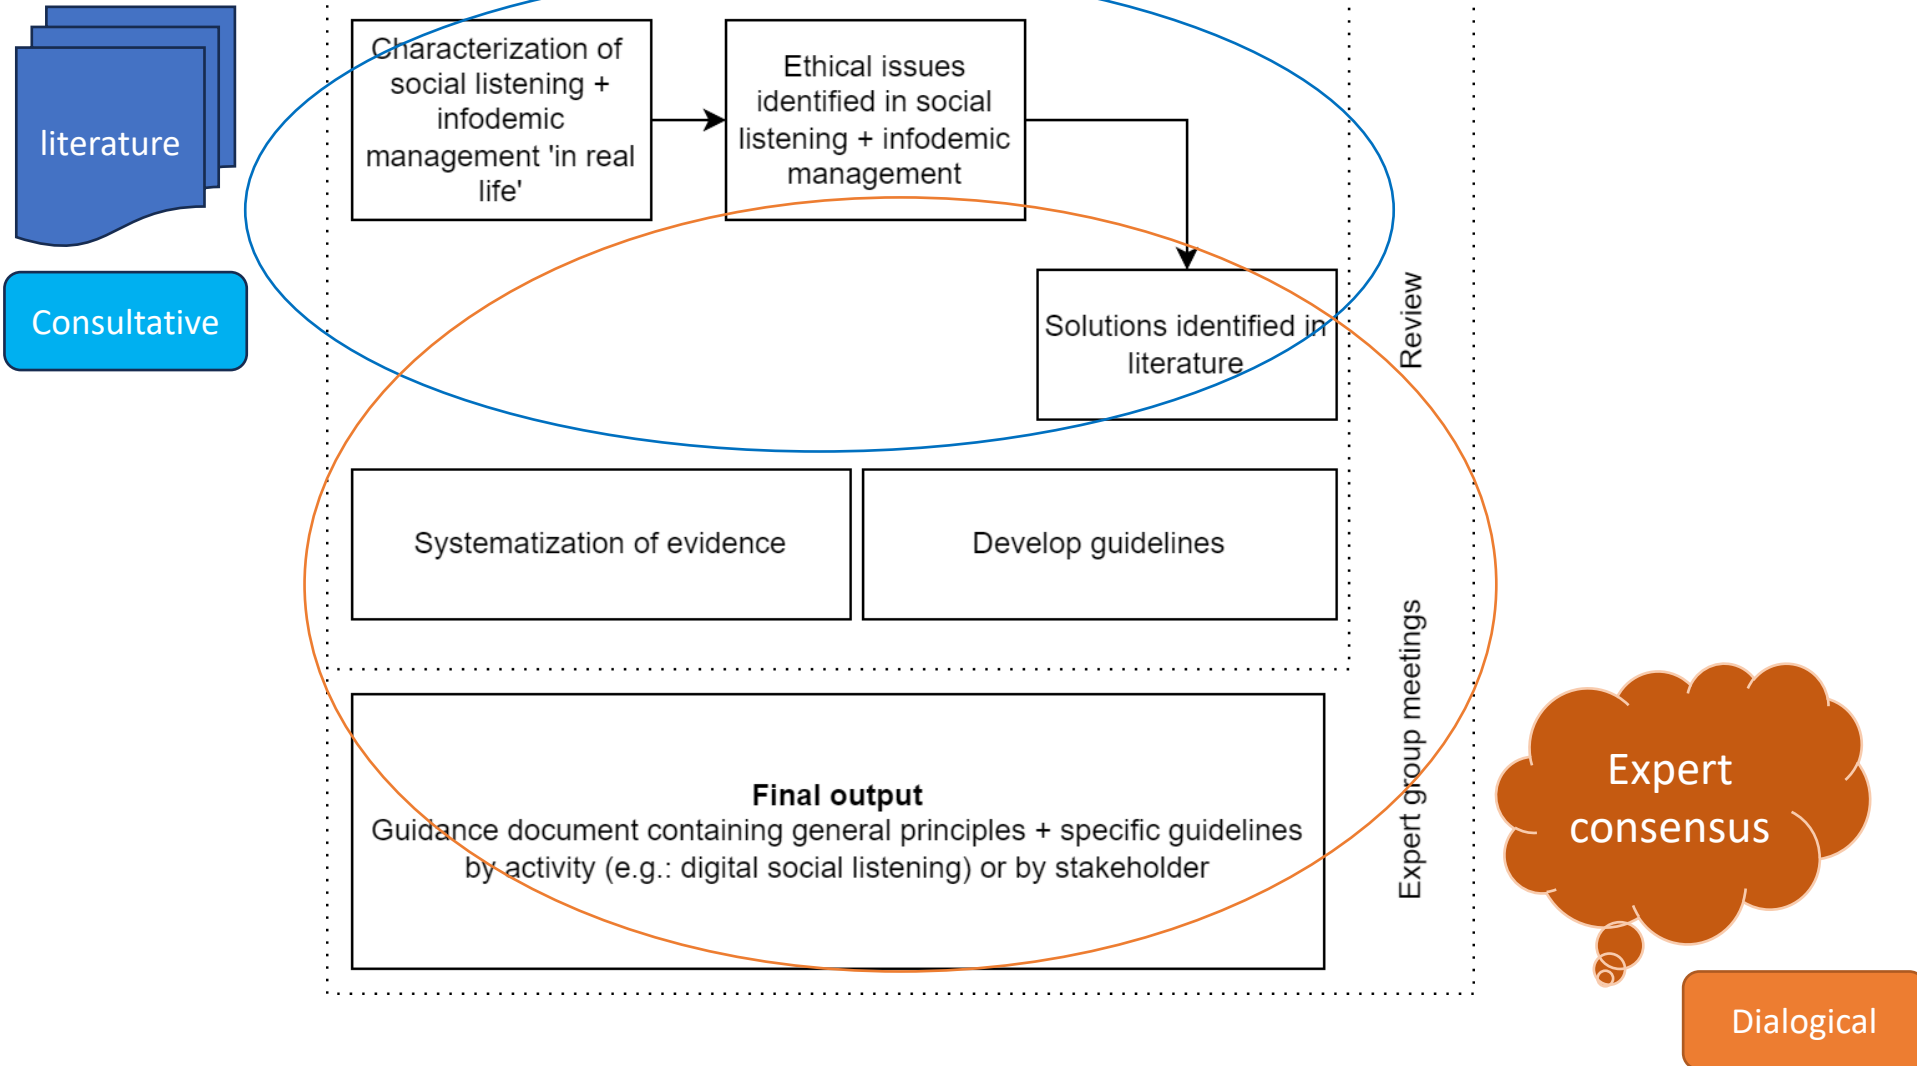 literature
Consultative
Characterization of
social listening +
infodemic
management 'in real
life'
Ethical issues
identified in social
listening + infodemic
management
Solutions identified in
literature
Review
Systematization of evidence
Develop guidelines
Expert group meetings
Final output
Guidance document containing general principles + specific guidelines
by activity (e.g.: digital social listening) or by stakeholder
Expert
consensus
Dialogical